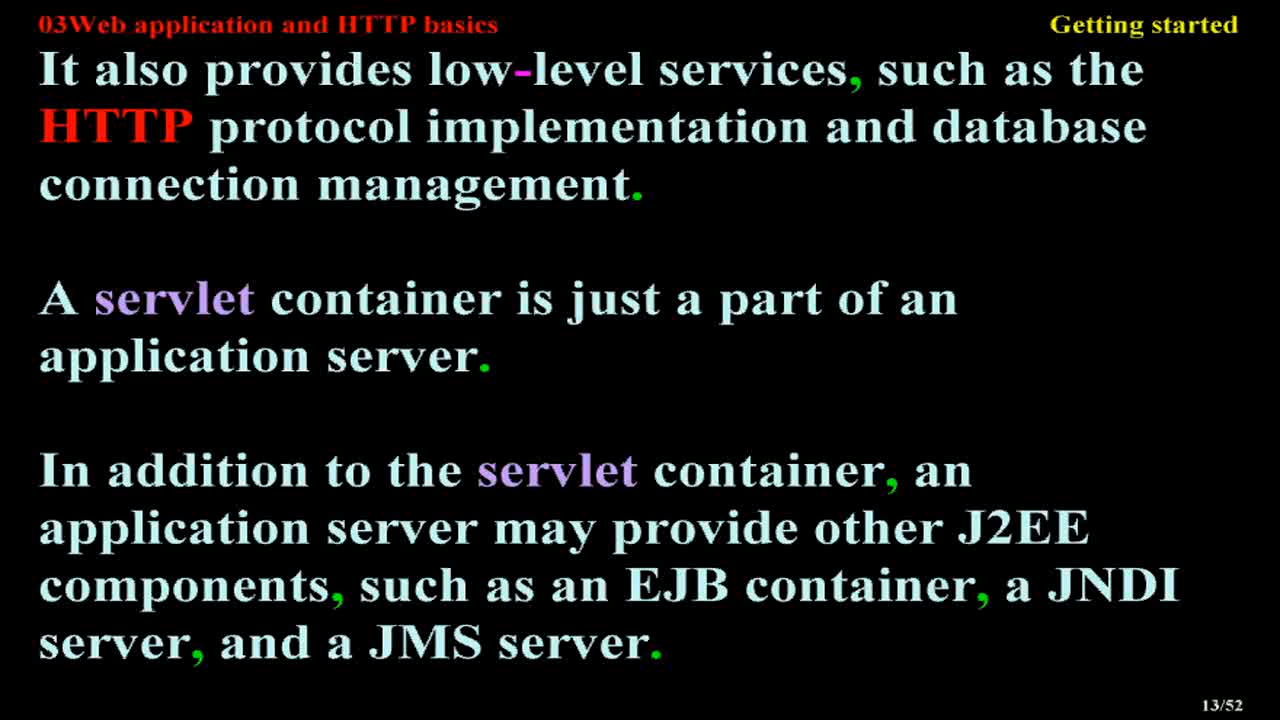 03Web application and HTTP basics
Getting started
It also provides low-level services, such as the
HTTP protocol implementation and database
connection management.
A servlet container is just a part of an
application server.
In addition to the servlet container, an
application server may provide other J2EE
components, such as an EJB container, a JNDI
server, and a JMS server.
13/52